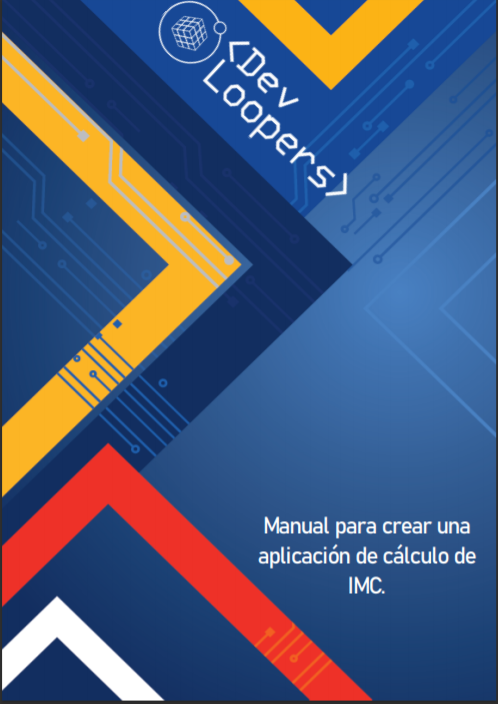 <Dev
Loopers>
Manual para crear una
aplicación de cálculo de
IMC.